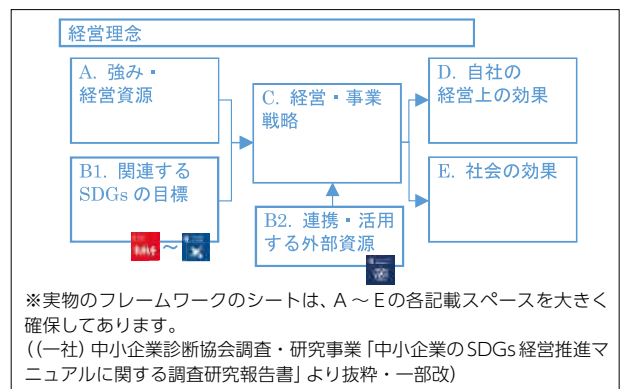 経営理念
A. 強み・
経営資源
B1. 関連する
SDGs の目標
～
C. 経営・事業
戦略
B2. 連携・活用
する外部資源
D. 自社の
経営上の効果
E. 社会の効果
※実物のフレームワークのシートは、A～Eの各記載スペースを大きく
確保してあります。
((一社) 中小企業診断協会調査・研究事業「中小企業のSDGs経営推進マ
ニュアルに関する調査研究報告書」より抜粋・一部改)